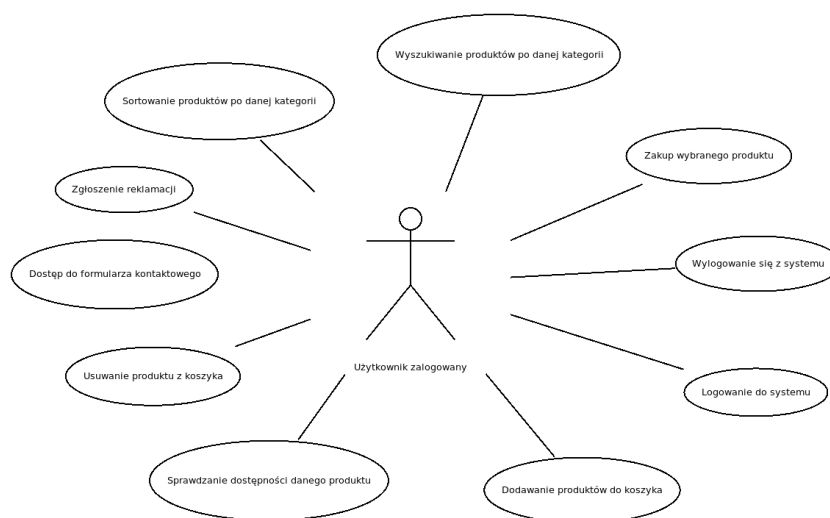 Wyszukiwanie produktów po danej kategorii
Sortowanie produktów po danej kategorii
Zakup wybranego produktu
Zgłoszenie reklamacji
Wylogowanie się z systemu
Dostęp do formularza kontaktowego
Użytkownik zalogowany
Usuwanie produktu z koszyka
Logowanie do systemu
Sprawdzanie dostępności danego produktu
Dodawanie produktów do koszyka